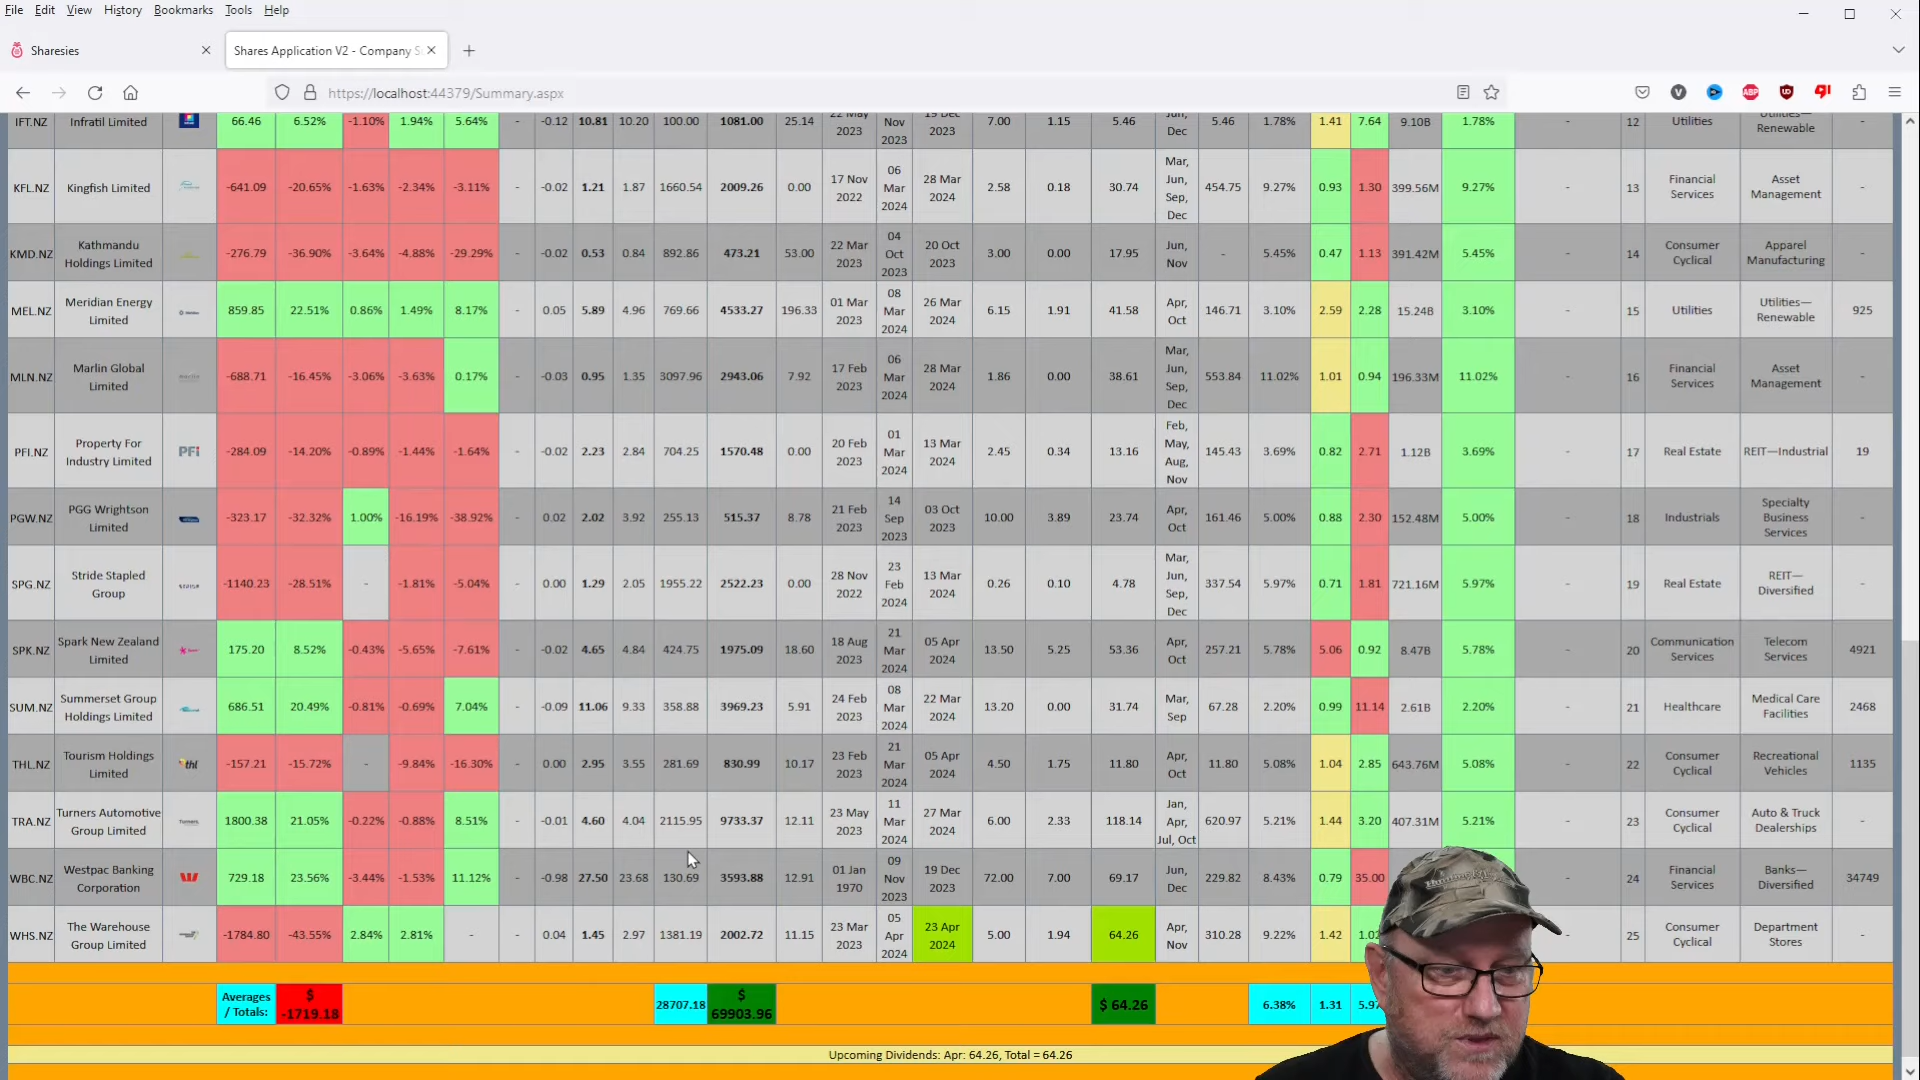 File Edit View History Bookmarks Tools Help
Sharesies
Shares Application V2 - Company S
https://localhost:44379/Summary.aspx
IFT.NZ Infratil Limited 66.46 6.52% -1.10% 1.94% 5.64% - -0.12 10.81 10.20 100.00 1081.00 25.14 22 May 2023 Nov 2023 19 Dec 2023 7.00 1.15 5.46 Jun, Dec 5.46 1.78% 1.41 7.64 9.10B 1.78% - 12 Utilities Utilities—Renewable -
KFL.NZ Kingfish Limited -641.09 -20.65% -1.63% -2.34% -3.11% - -0.02 1.21 1.87 1660.54 2009.26 0.00 17 Nov 2022 06 Mar 2024 28 Mar 2024 2.58 0.18 30.74 Mar, Jun, Sep, Dec 454.75 9.27% 0.93 1.30 399.56M 9.27% - 13 Financial Services Asset Management -
KMD.NZ Kathmandu Holdings Limited -276.79 -36.90% -3.64% -4.88% -29.29% - -0.02 0.53 0.84 892.86 473.21 53.00 22 Mar 2023 04 Oct 2023 20 Oct 2023 3.00 0.00 17.95 Jun, Nov - 5.45% 0.47 1.13 391.42M 5.45% - 14 Consumer Cyclical Apparel Manufacturing -
MEL.NZ Meridian Energy Limited 859.85 22.51% 0.86% 1.49% 8.17% - 0.05 5.89 4.96 769.66 4533.27 196.33 01 Mar 2023 08 Mar 2024 26 Mar 2024 6.15 1.91 41.58 Apr, Oct 146.71 3.10% 2.59 2.28 15.24B 3.10% - 15 Utilities Utilities—Renewable 925
MLN.NZ Marlin Global Limited -688.71 -16.45% -3.06% -3.63% 0.17% - -0.03 0.95 1.35 3097.96 2943.06 7.92 17 Feb 2023 06 Mar 2024 28 Mar 2024 1.86 0.00 38.61 Mar, Jun, Sep, Dec 553.84 11.02% 1.01 0.94 196.33M 11.02% - 16 Financial Services Asset Management -
PFI.NZ Property For Industry Limited PFI -284.09 -14.20% -0.89% -1.44% -1.64% - -0.02 2.23 2.84 704.25 1570.48 0.00 20 Feb 2023 01 Mar 2024 13 Mar 2024 2.45 0.34 13.16 Feb, May, Aug, Nov 145.43 3.69% 0.82 2.71 1.12B 3.69% - 17 Real Estate REIT—Industrial 19
PGW.NZ PGG Wrightson Limited -323.17 -32.32% 1.00% -16.19% -38.92% - 0.02 2.02 3.92 255.13 515.37 8.78 21 Feb 2023 14 Sep 2023 03 Oct 2023 10.00 3.89 23.74 Apr, Oct 161.46 5.00% 0.88 2.30 152.48M 5.00% - 18 Industrials Specialty Business Services -
SPG.NZ Stride Stapled Group -1140.23 -28.51% - -1.81% -5.04% - 0.00 1.29 2.05 1955.22 2522.23 0.00 28 Nov 2022 23 Feb 2024 13 Mar 2024 0.26 0.10 4.78 Mar, Jun, Sep, Dec 337.54 5.97% 0.71 1.81 721.16M 5.97% - 19 Real Estate REIT—Diversified -
SPK.NZ Spark New Zealand Limited 175.20 8.52% -0.43% -5.65% -7.61% - -0.02 4.65 4.84 424.75 1975.09 18.60 18 Aug 2023 21 Mar 2024 05 Apr 2024 13.50 5.25 53.36 Apr, Oct 257.21 5.78% 5.06 0.92 8.47B 5.78% - 20 Communication Services Telecom Services 4921
SUM.NZ Summerset Group Holdings Limited 686.51 20.49% -0.81% -0.69% 7.04% - -0.09 11.06 9.33 358.88 3969.23 5.91 24 Feb 2023 08 Mar 2024 22 Mar 2024 13.20 0.00 31.74 Mar, Sep 67.28 2.20% 0.99 11.14 2.61B 2.20% - 21 Healthcare Medical Care Facilities 2468
THL.NZ Tourism Holdings Limited thl -157.21 -15.72% - -9.84% -16.30% - 0.00 2.95 3.55 281.69 830.99 10.17 23 Feb 2023 21 Mar 2024 05 Apr 2024 4.50 1.75 11.80 Apr, Oct 11.80 5.08% 1.04 2.85 643.76M 5.08% - 22 Consumer Cyclical Recreational Vehicles 1135
TRA.NZ Turners Automotive Group Limited 1800.38 21.05% -0.22% -0.88% 8.51% - -0.01 4.60 4.04 2115.95 9733.37 12.11 23 May 2023 11 Mar 2024 27 Mar 2024 6.00 2.33 118.14 Jan, Apr, Jul, Oct 620.97 5.21% 1.44 3.20 407.31M 5.21% - 23 Consumer Cyclical Auto & Truck Dealerships -
WBC.NZ Westpac Banking Corporation 729.18 23.56% -3.44% -1.53% 11.12% - -0.98 27.50 23.68 130.69 3593.88 12.91 01 Jan 1970 09 Nov 2023 19 Dec 2023 72.00 7.00 69.17 Jun, Dec 229.82 8.43% 0.79 35.00 - 24 Financial Services Banks—Diversified 34749
WHS.NZ The Warehouse Group Limited -1784.80 -43.55% 2.84% 2.81% - - 0.04 1.45 2.97 1381.19 2002.72 11.15 23 Mar 2023 05 Apr 2024 23 Apr 2024 5.00 1.94 64.26 Apr, Nov 310.28 9.22% 1.42 25 Consumer Cyclical Department Stores -
Averages / Totals: $ -1719.18 28707.18 $ 69903.96 $ 64.26 6.38% 1.31
Upcoming Dividends: Apr: 64.26, Total = 64.26